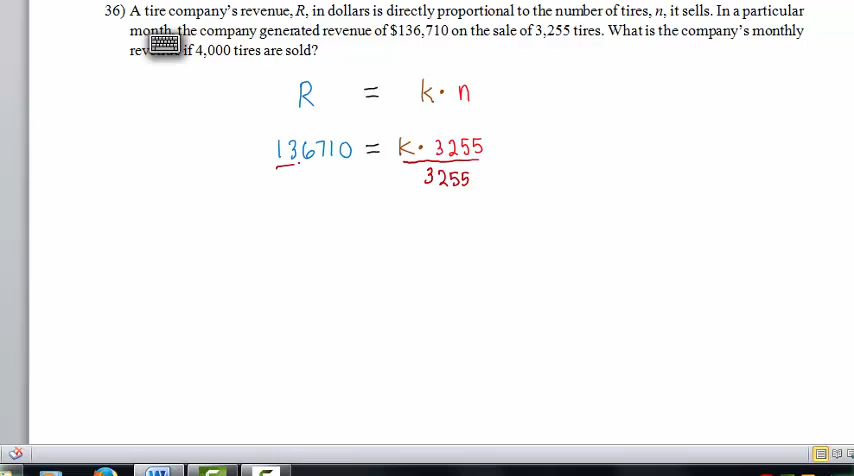 36) A tire company's revenue, R, in dollars is directly proportional to the number of tires, n, it sells. In a particular
month, the company generated revenue of $136,710 on the sale of 3,255 tires. What is the company's monthly
if 4,000 tires are sold?
R = k · n
136710 = k · 3255
3255